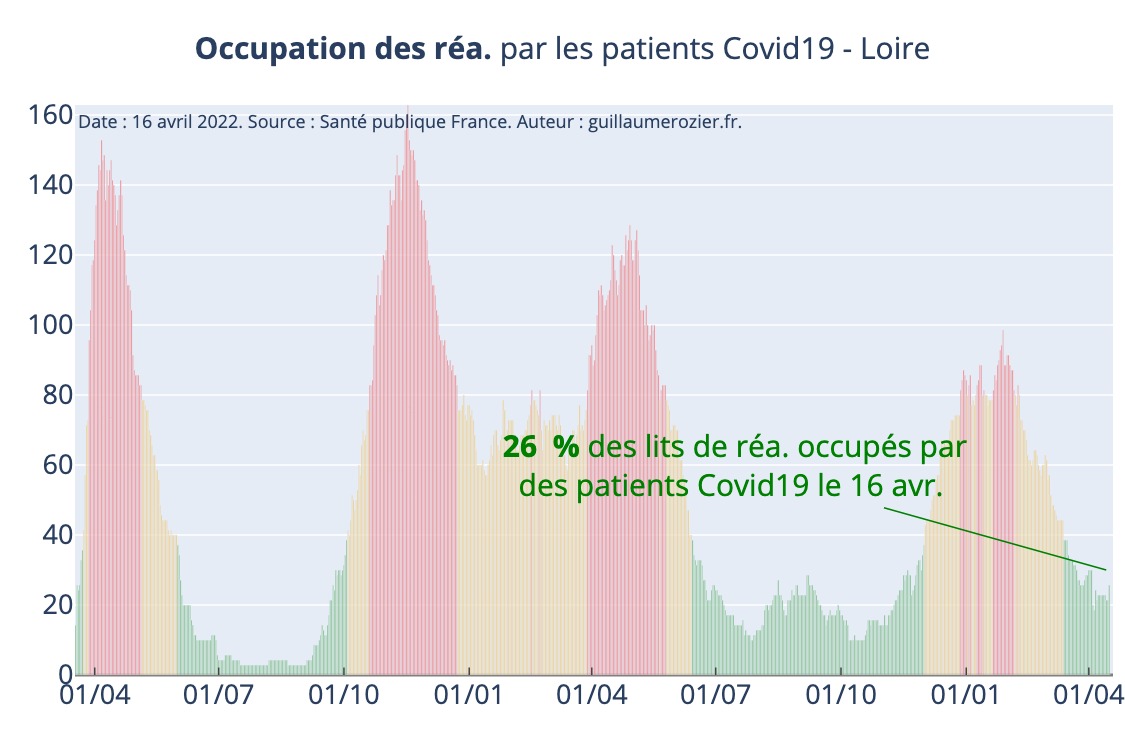 Occupation des réa. par les patients Covid19 - Loire
160
Date : 16 avril 2022. Source : Santé publique France. Auteur : guillaumerozier.fr.
140
120
100
80
26 % des lits de réa. occupés par
60
des patients Covid19 le 16 avr.
40
20
0
01/04 01/07 01/10 01/01 01/04 01/07 01/10 01/01 01/04